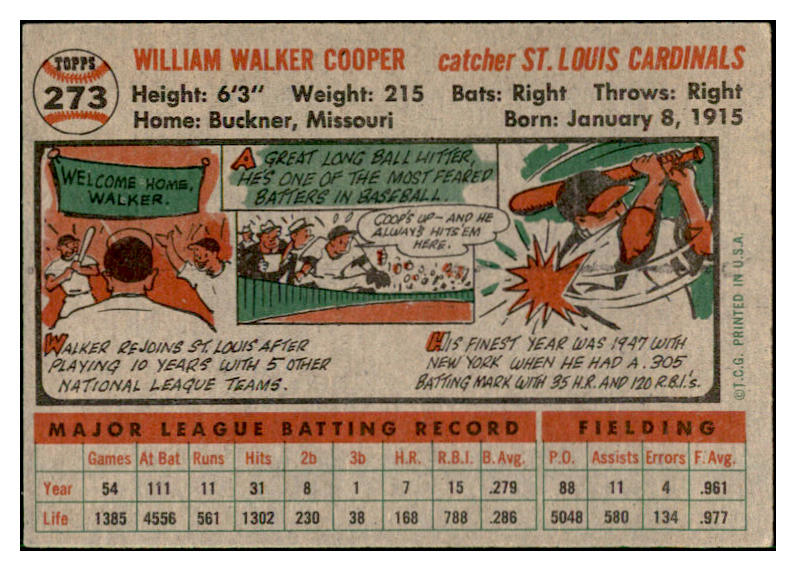 TOPPS
273
WILLIAM WALKER COOPER catcher ST. LOUIS CARDINALS
Height: 6'3" Weight: 215 Bats: Right Throws: Right
Home: Buckner, Missouri Born: January 8, 1915
WELCOME HOME,
WALKER.
A GREAT LONG BALL HITTER,
HE'S ONE OF THE MOST FEARED
BATTERS IN BASEBALL.
COOP'S UP-AND HE
ALWAYS HITS 'EM
HERE.
WALKER REJOINS ST. LOUIS AFTER
PLAYING 10 YEARS WITH 5 OTHER
NATIONAL LEAGUE TEAMS.
HIS FINEST YEAR WAS 1947 WITH
NEW YORK WHEN HE HAD A .305
BATTING MARK WITH 35 H.R. AND 120 R.B.I.'s.
© T.C.G. PRINTED IN U.S.A.
MAJOR LEAGUE BATTING RECORD FIELDING
Games At Bat Runs Hits 2b 3b H.R. R.B.I. B. Avg. P.O. Assists Errors F. Avg.
Year 54 111 11 31 8 1 7 15 .279 88 11 4 .961
Life 1385 4556 561 1302 230 38 168 788 .286 5048 580 134 .977